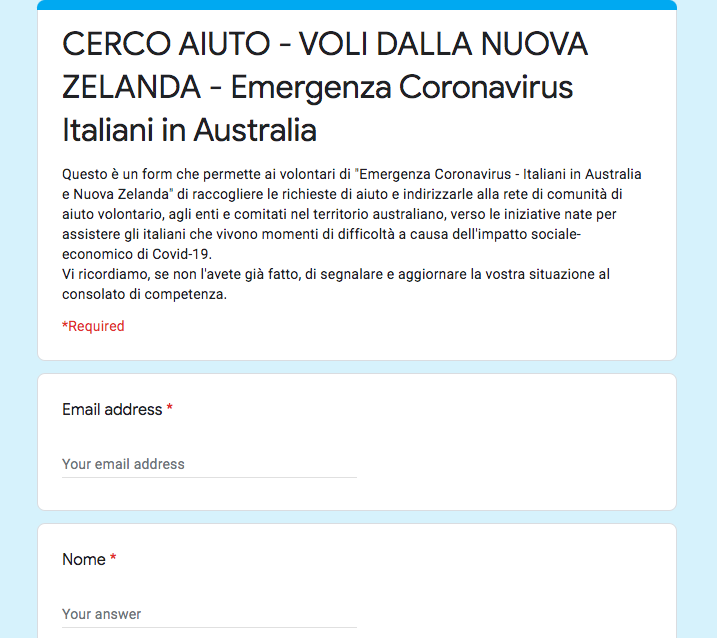 CERCO AIUTO - VOLI DALLA NUOVA
ZELANDA - Emergenza Coronavirus
Italiani in Australia
Questo è un form che permette ai volontari di "Emergenza Coronavirus - Italiani in Australia
e Nuova Zelanda" di raccogliere le richieste di aiuto e indirizzarle alla rete di comunità di
aiuto volontario, agli enti e comitati nel territorio australiano, verso le iniziative nate per
assistere gli italiani che vivono momenti di difficoltà a causa dell'impatto sociale-
economico di Covid-19.
Vi ricordiamo, se non l'avete già fatto, di segnalare e aggiornare la vostra situazione al
consolato di competenza.
*Required
Email address *
Your email address
Nome *
Your answer